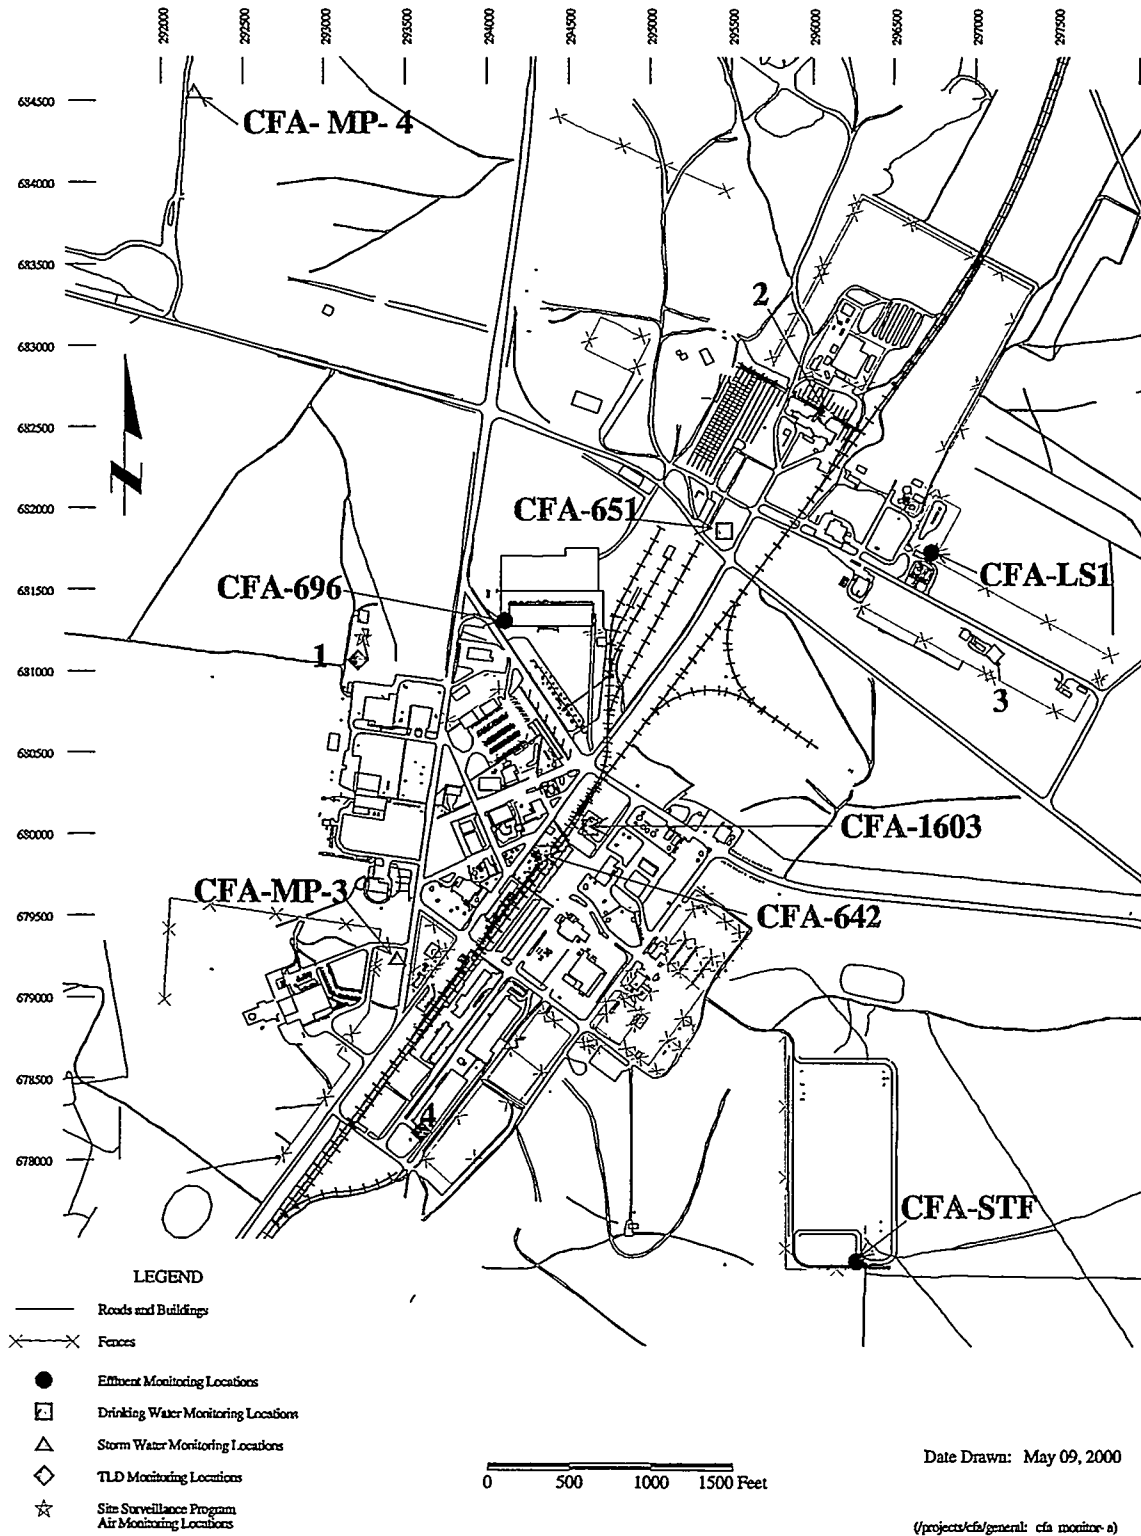 292000
292500
293000
293500
294000
294500
295000
295500
296000
296500
297000
297500
684500
CFA- MP- 4
684000
683500
2
683000
682500
682000
CFA-651
681500
CFA-696
CFA-LS1
681000
1
3
680500
680000
CFA-1603
CFA-MP-3
679500
CFA-642
679000
678500
4
678000
CFA-STF
N
LEGEND
Roads and Buildings
Fences
Effluent Monitoring Locations
Drinking Water Monitoring Locations
Storm Water Monitoring Locations
TLD Monitoring Locations
Site Surveillance Program
Air Monitoring Locations
0 500 1000 1500 Feet
Date Drawn: May 09, 2000
(/projects/cfa/general: cfa monitor- a)